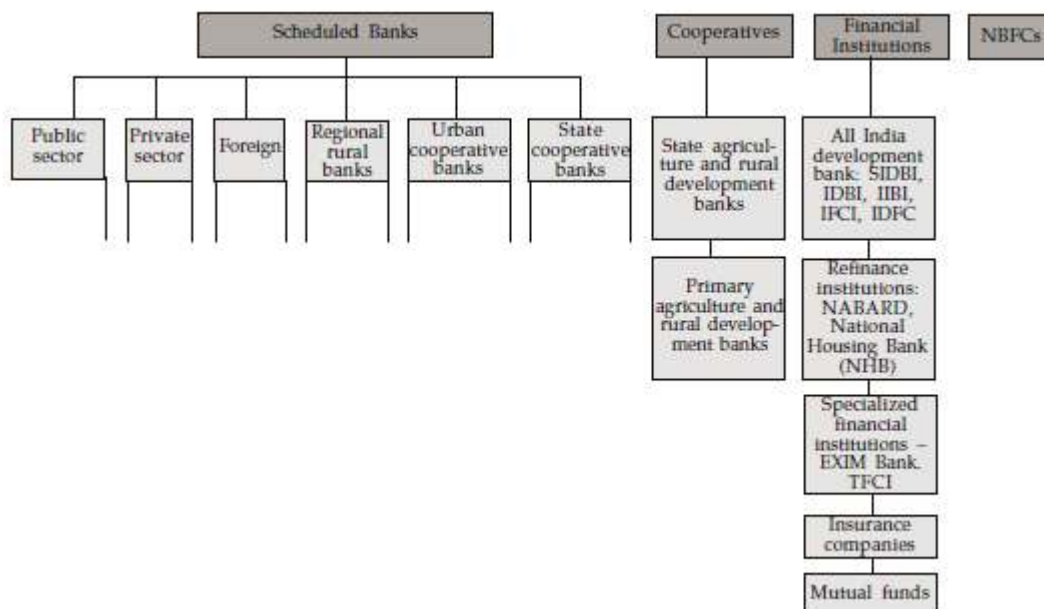 Scheduled Banks
Cooperatives
Financial
Institutions
NBFCs
Public
sector
Private
sector
Foreign
Regional
rural
banks
Urban
cooperative
banks
State
cooperative
banks
State agricul-
ture and rural
development
banks
Primary
agriculture and
rural develop-
ment banks
All India
development
bank: SIDBI,
IDBI, IIBI,
IFCI, IDFC
Refinance
institutions:
NABARD,
National
Housing Bank
(NHB)
Specialized
financial
institutions –
EXIM Bank.
TFCI
Insurance
companies
Mutual funds